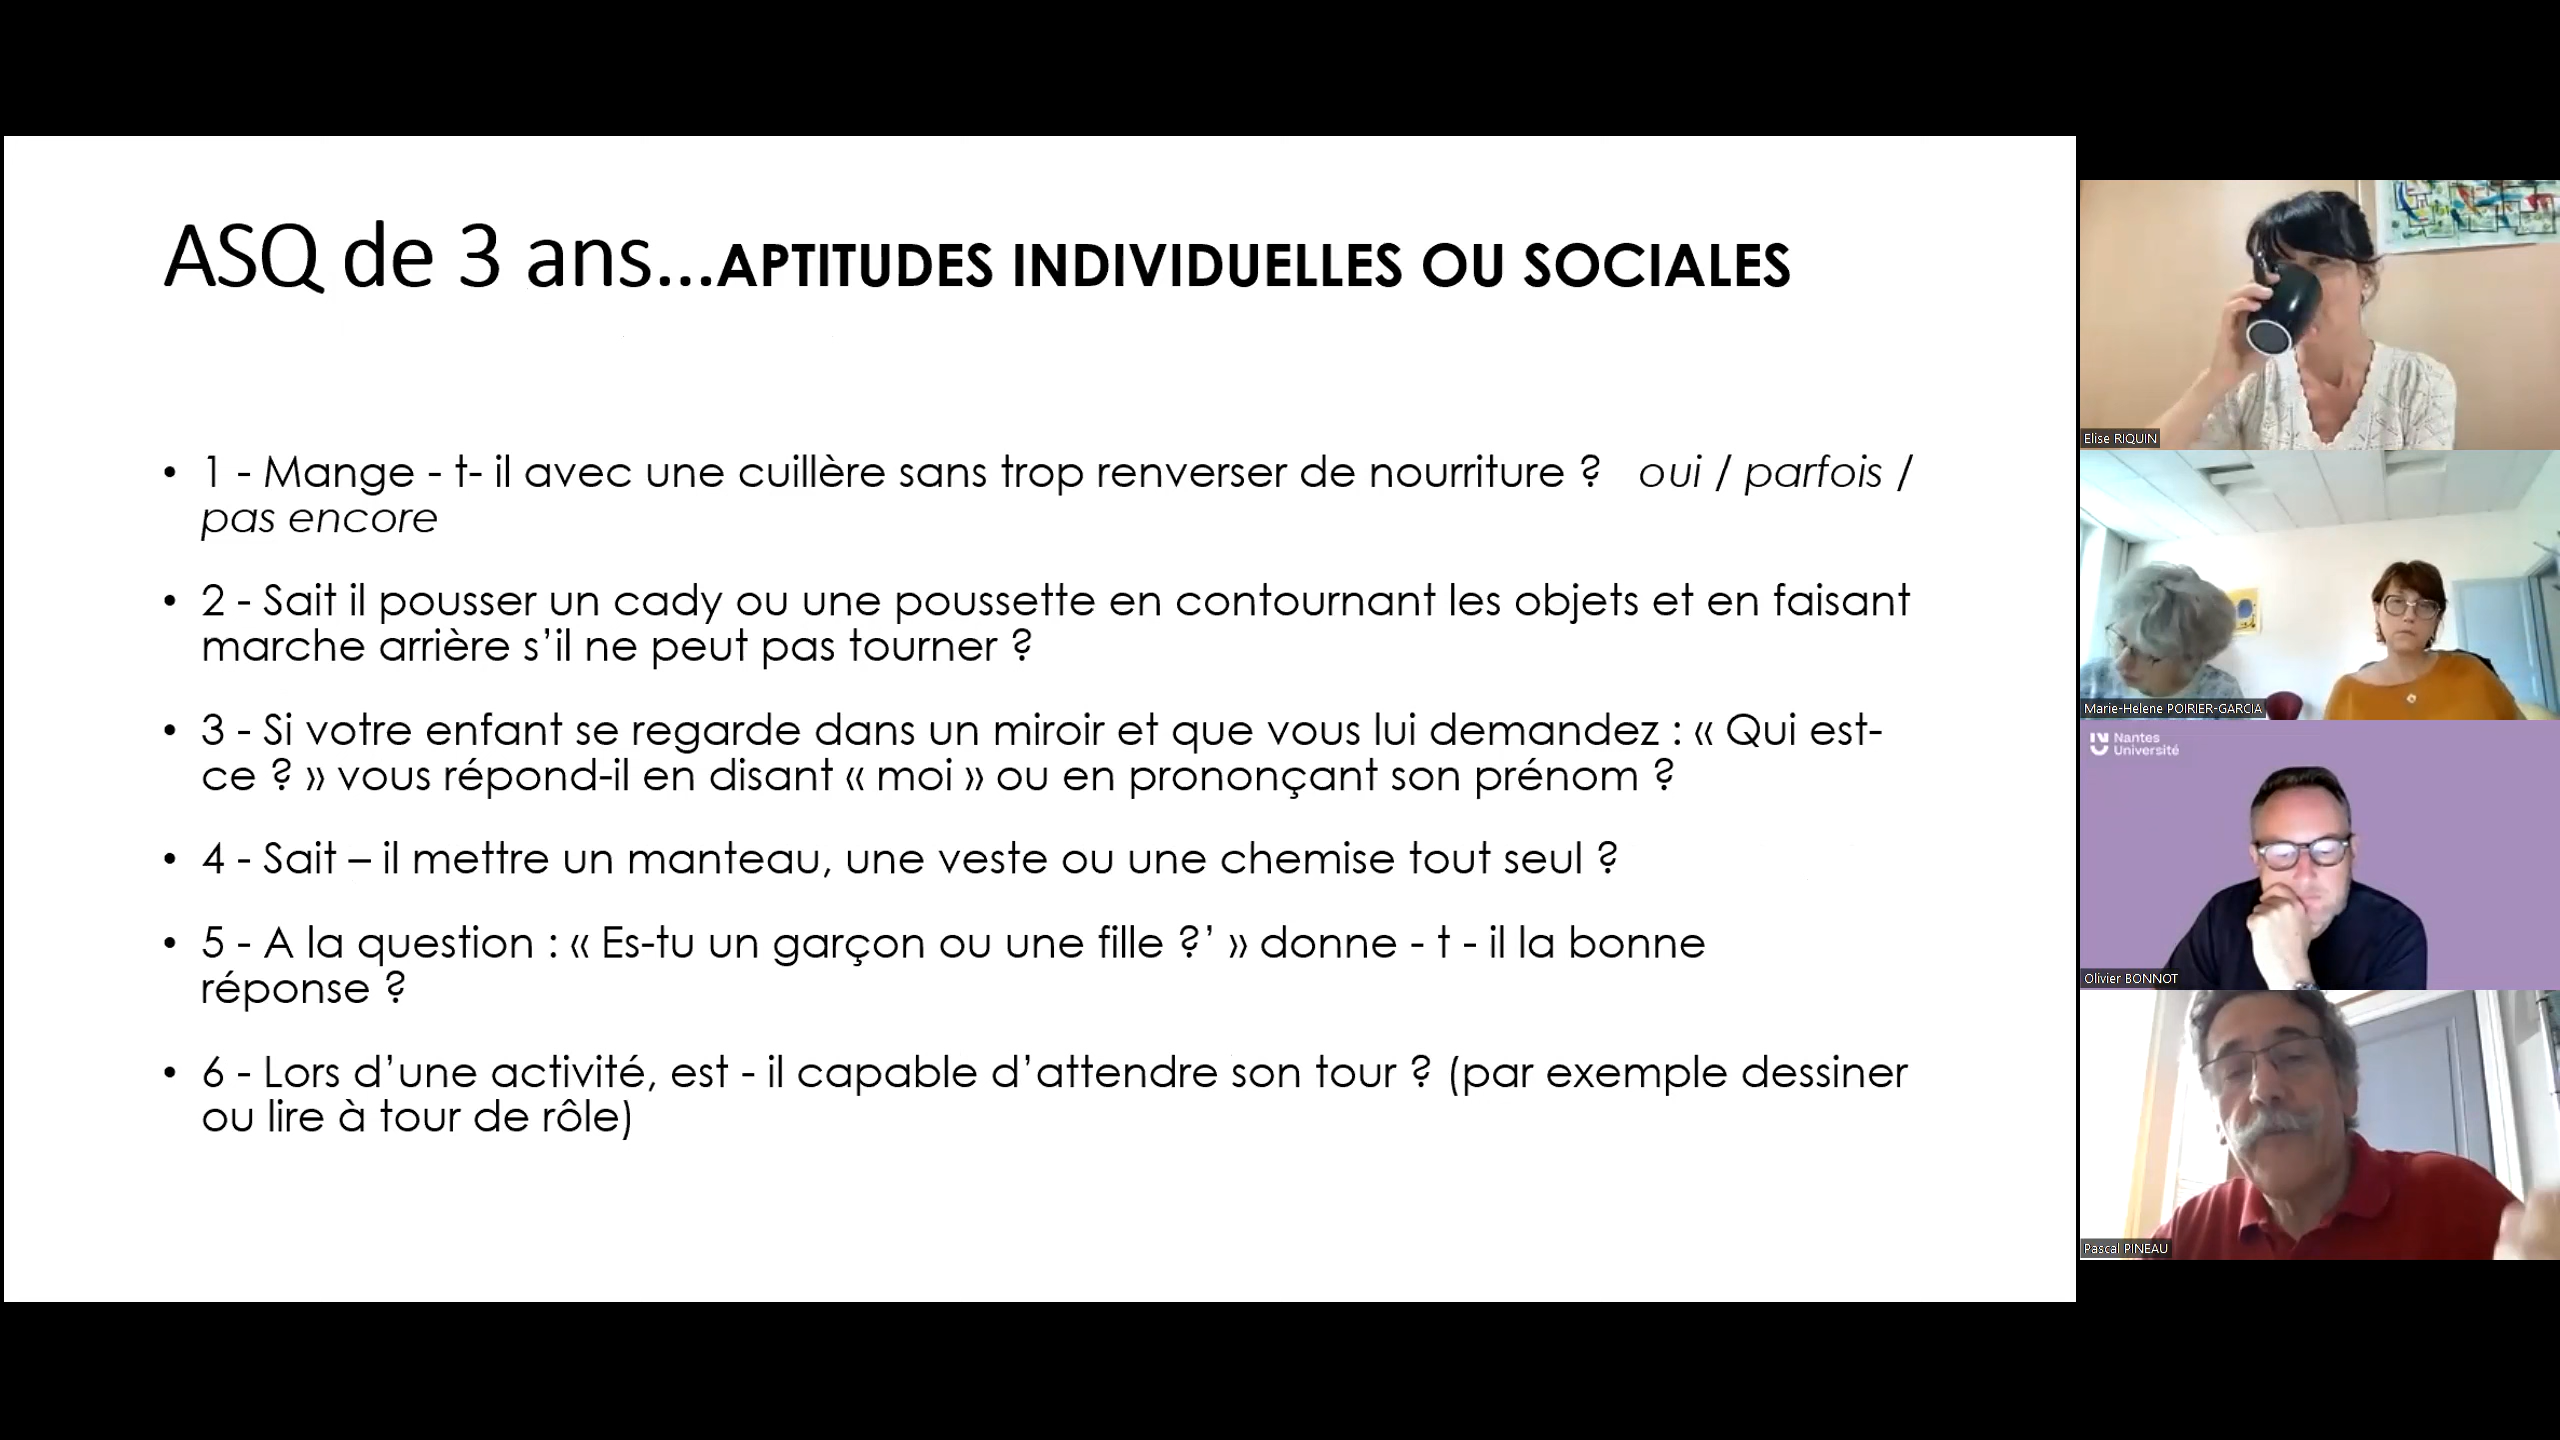 ASQ de 3 ans...APTITUDES INDIVIDUELLES OU SOCIALES
• 1 - Mange - t- il avec une cuillère sans trop renverser de nourriture ? oui / parfois /
pas encore
• 2 - Sait il pousser un cady ou une poussette en contournant les objets et en faisant
marche arrière s’il ne peut pas tourner ?
• 3 - Si votre enfant se regarde dans un miroir et que vous lui demandez : « Qui est-
ce ? » vous répond-il en disant « moi » ou en prononçant son prénom ?
• 4 - Sait – il mettre un manteau, une veste ou une chemise tout seul ?
• 5 - A la question : « Es-tu un garçon ou une fille ?’ » donne - t - il la bonne
réponse ?
• 6 - Lors d’une activité, est - il capable d’attendre son tour ? (par exemple dessiner
ou lire à tour de rôle)
Elise RIQUIN
Marie-Helene POIRIER-GARCIA
Nantes
Université
Olivier BONNOT
Pascal PINEAU